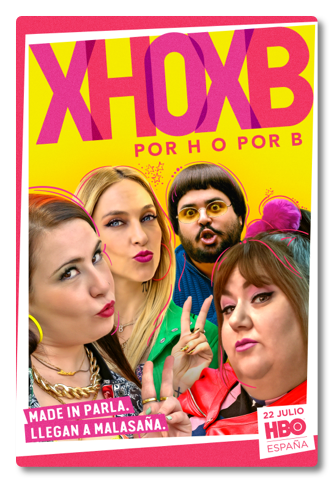 XHOXB
POR H O POR B
MADE IN PARLA.
LLEGAN A MALASAÑA.
22 JULIO
HBO
ESPAÑA